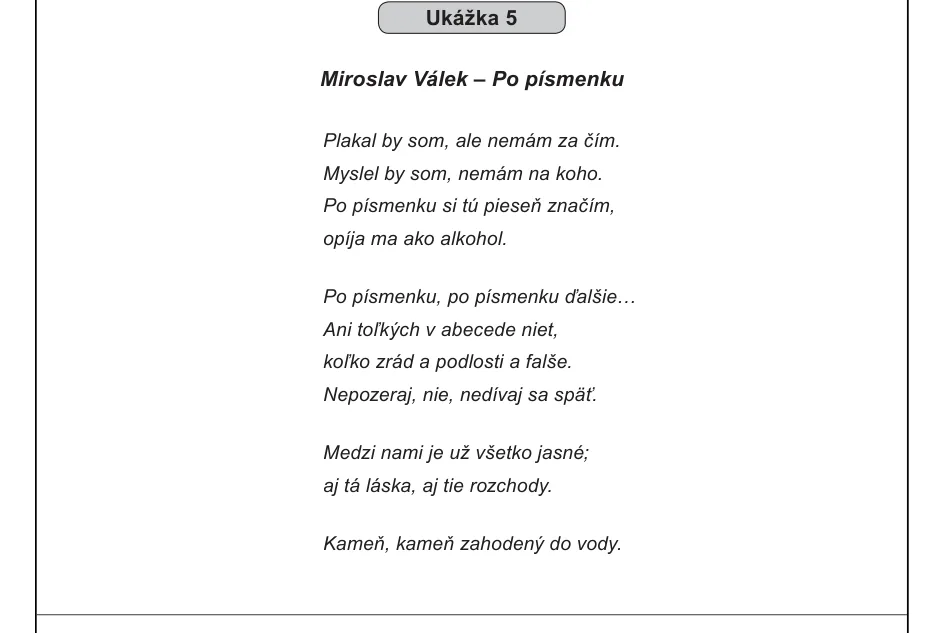 Ukážka 5
Miroslav Válek – Po písmenku
Plakal by som, ale nemám za čím.
Myslel by som, nemám na koho.
Po písmenku si tú pieseň značím,
opíja ma ako alkohol.
Po písmenku, po písmenku ďalšie…
Ani toľkých v abecede niet,
koľko zrád a podlosti a falše.
Nepozeraj, nie, nedívaj sa späť.
Medzi nami je už všetko jasné;
aj tá láska, aj tie rozchody.
Kameň, kameň zahodený do vody.